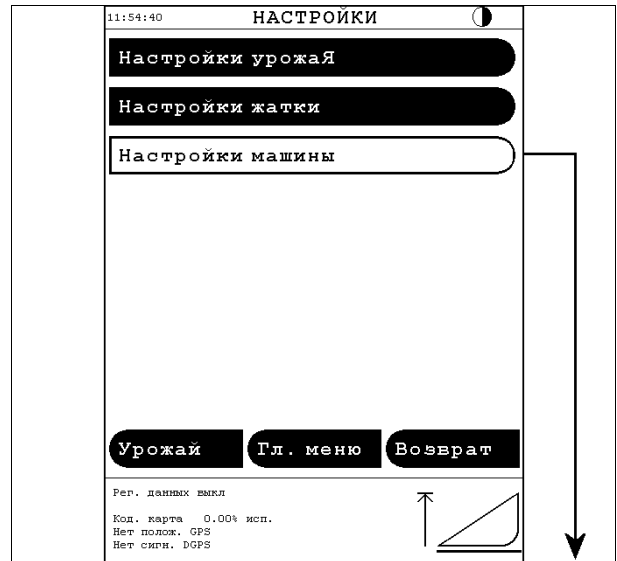 11:54:40 НАСТРОЙКИ
Настройки урожаЯ
Настройки жатки
Настройки машины
Урожай Гл. меню Возврат
Рег. данных выкл
Код. карта 0.00% исп.
Нет полож. GPS
Нет сигн. DGPS